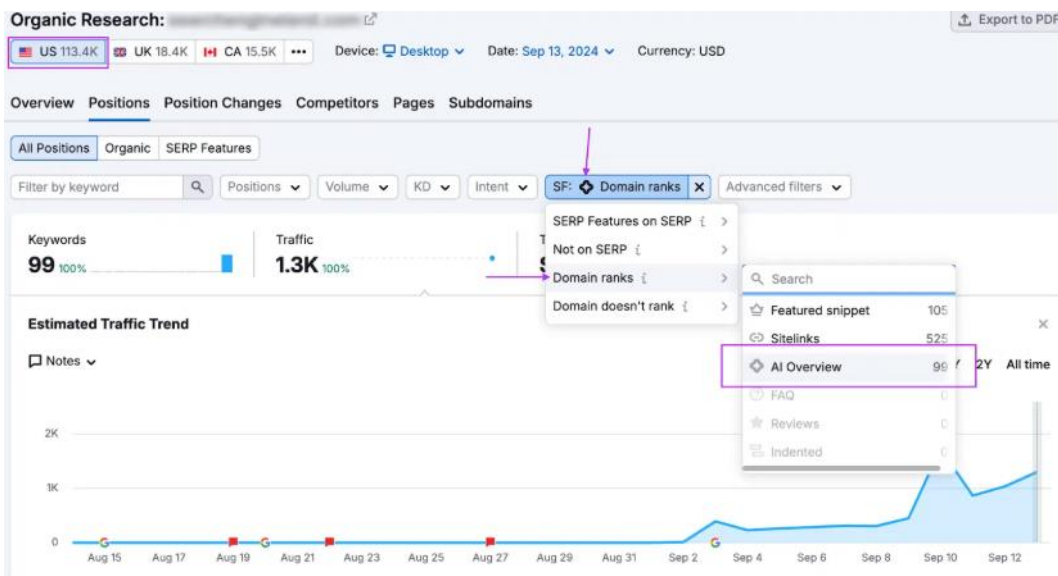 Organic Research:
Export to PDF
US 113.4K UK 18.4K CA 15.5K ••• Device: Desktop Date: Sep 13, 2024 Currency: USD
Overview Positions Position Changes Competitors Pages Subdomains
All Positions Organic SERP Features
Filter by keyword Positions Volume KD Intent SF: Domain ranks X Advanced filters
SERP Features on SERP i
Not on SERP i
Domain ranks i
Domain doesn't rank i
Keywords Traffic
99 100% 1.3K 100%
Search
Featured snippet 105
Sitelinks 525
AI Overview 99
FAQ 0
Reviews 0
Indented 0
Estimated Traffic Trend
Notes
2Y All time
2K
1K
0
Aug 15 Aug 17 Aug 19 Aug 21 Aug 23 Aug 25 Aug 27 Aug 29 Aug 31 Sep 2 Sep 4 Sep 6 Sep 8 Sep 10 Sep 12